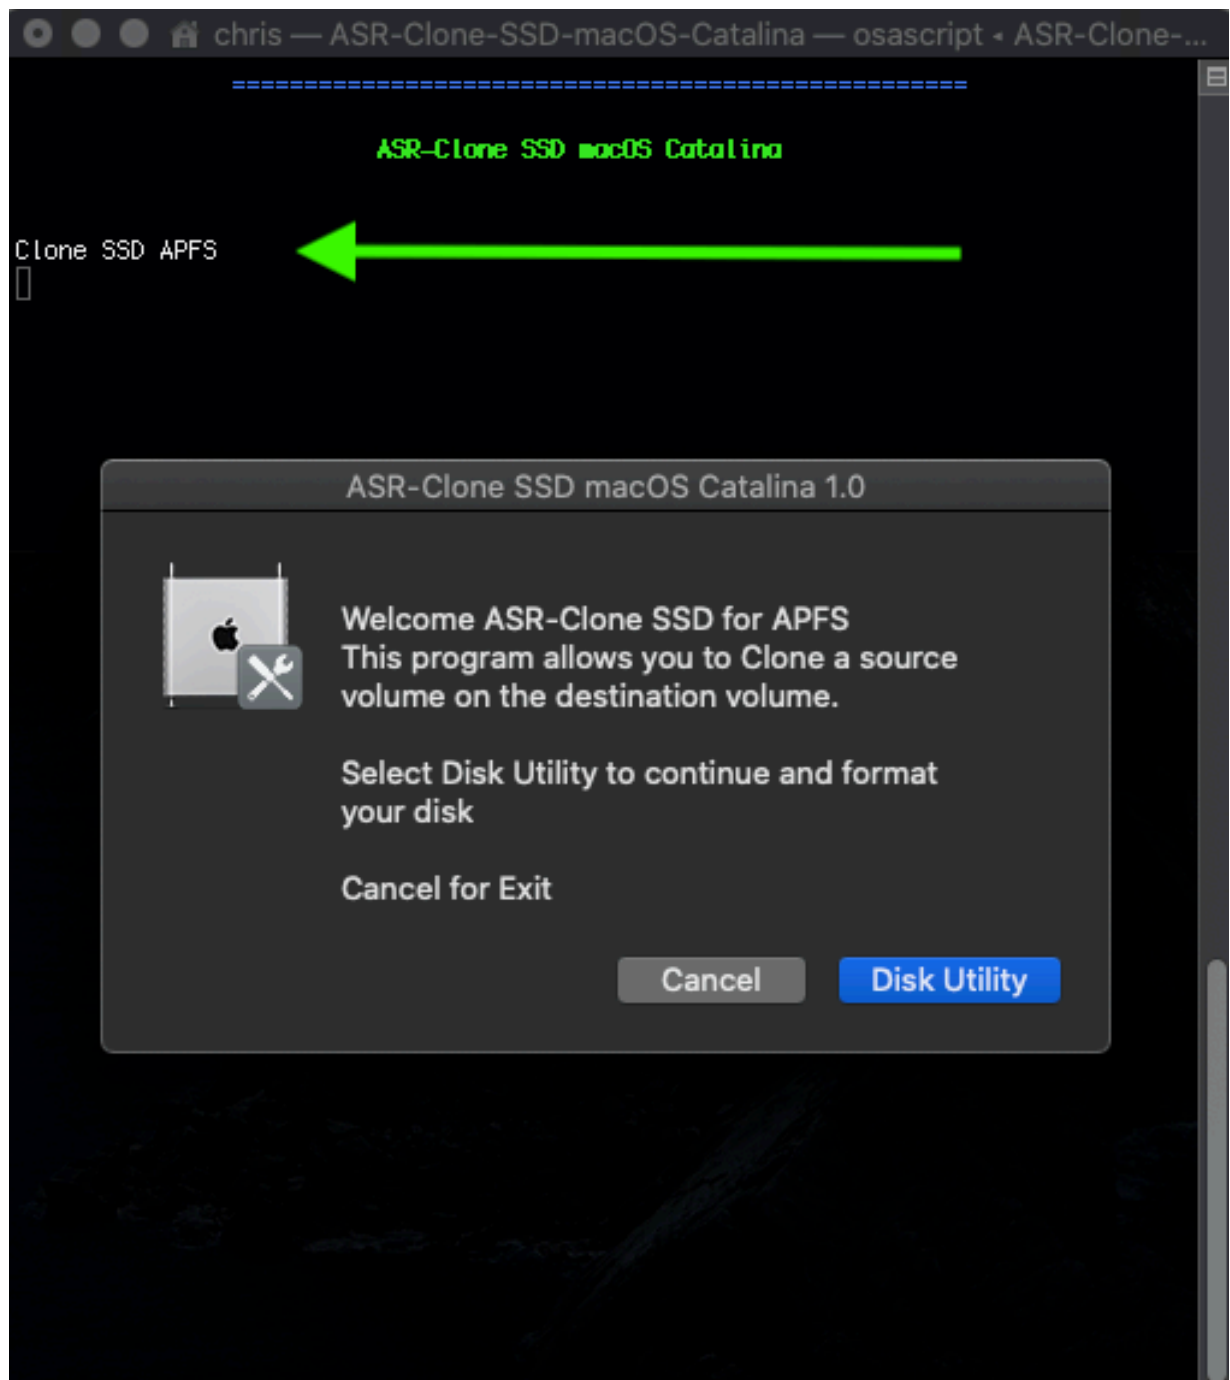 chris — ASR-Clone-SSD-macOS-Catalina — osascript ◂ ASR-Clone-...
===================================================
ASR-Clone SSD macOS Catalina
Clone SSD APFS
ASR-Clone SSD macOS Catalina 1.0
Welcome ASR-Clone SSD for APFS
This program allows you to Clone a source
volume on the destination volume.
Select Disk Utility to continue and format
your disk
Cancel for Exit
Cancel
Disk Utility